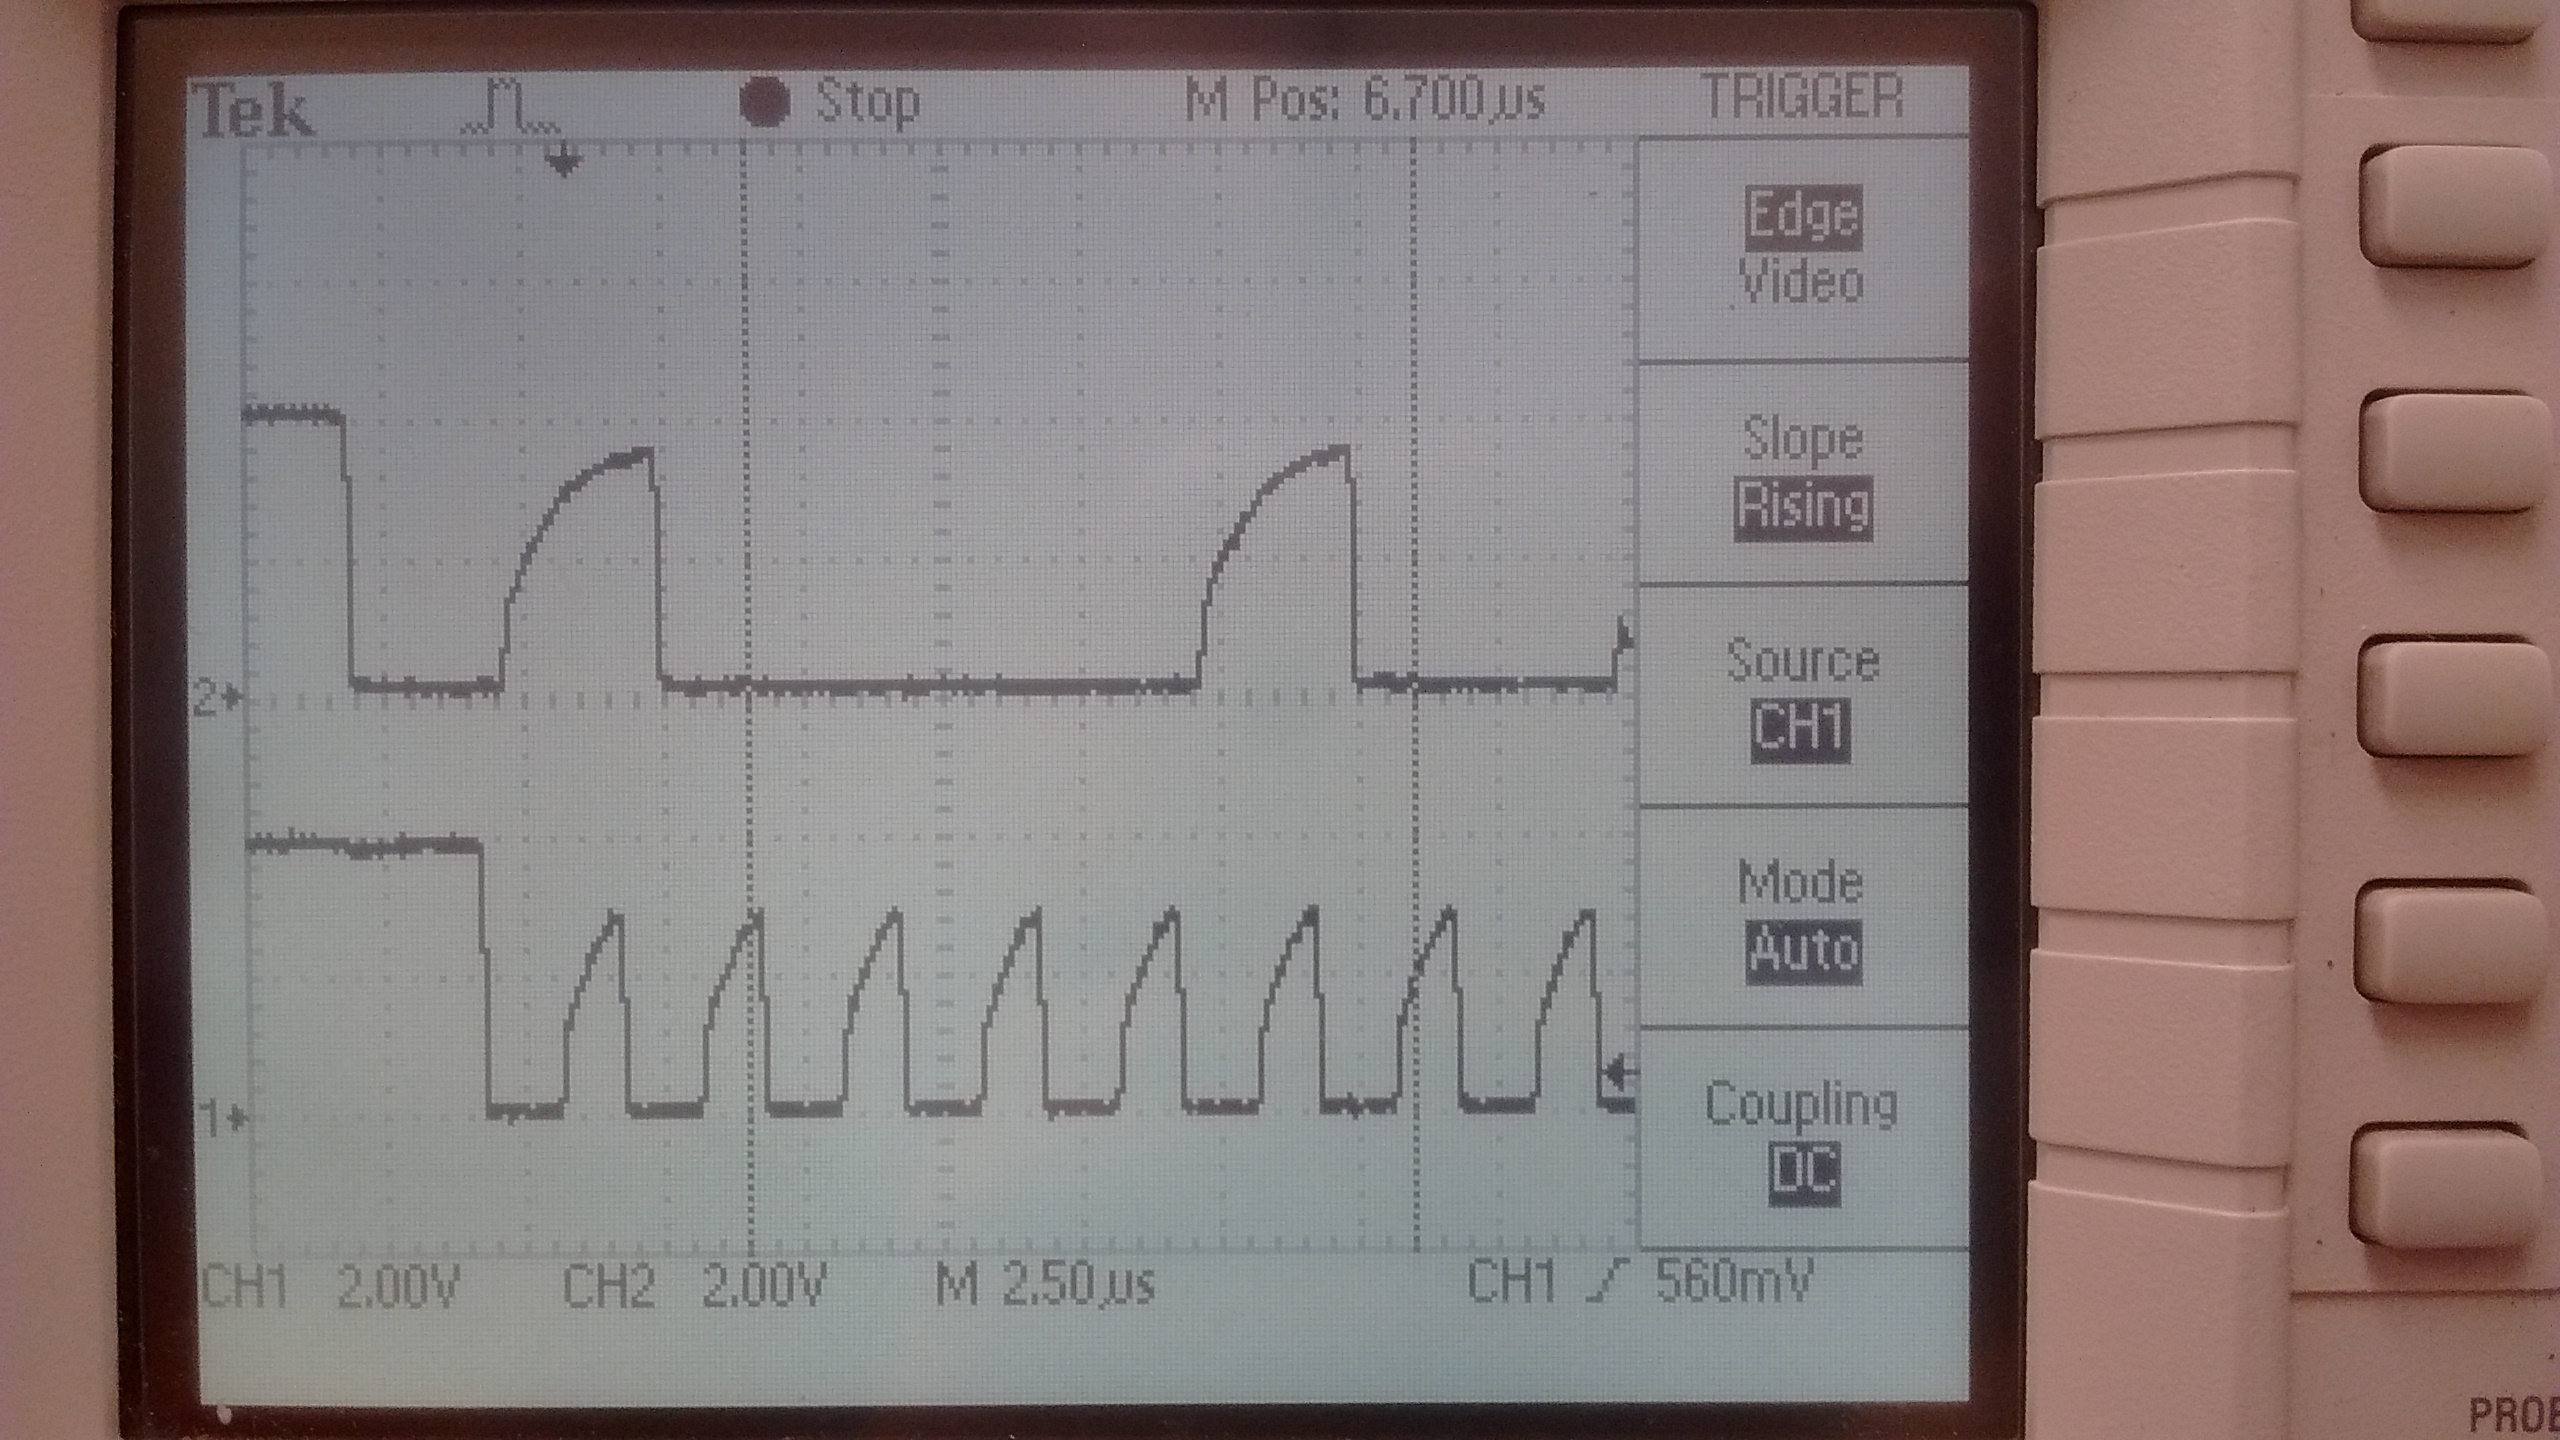 Tek Stop M Pos: 6.700µs TRIGGER
Edge
Video
Slope
Rising
2
Source
CH1
Mode
Auto
1
Coupling
DC
CH1 2.00V CH2 2.00V M 2.50µs CH1 560mV